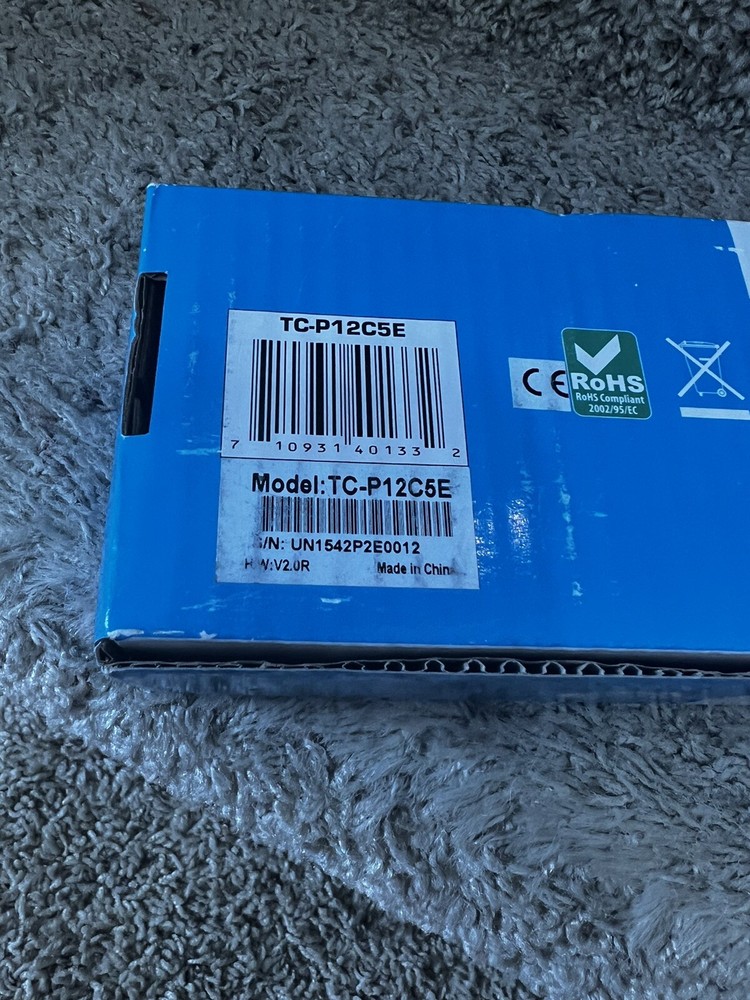 TC-P12C5E
7 10931 40133 2
Model:TC-P12C5E
S/N: UN1542P2E0012
H/W:V2.0R Made in China
CE
RoHS
RoHS Compliant
2002/95/EC